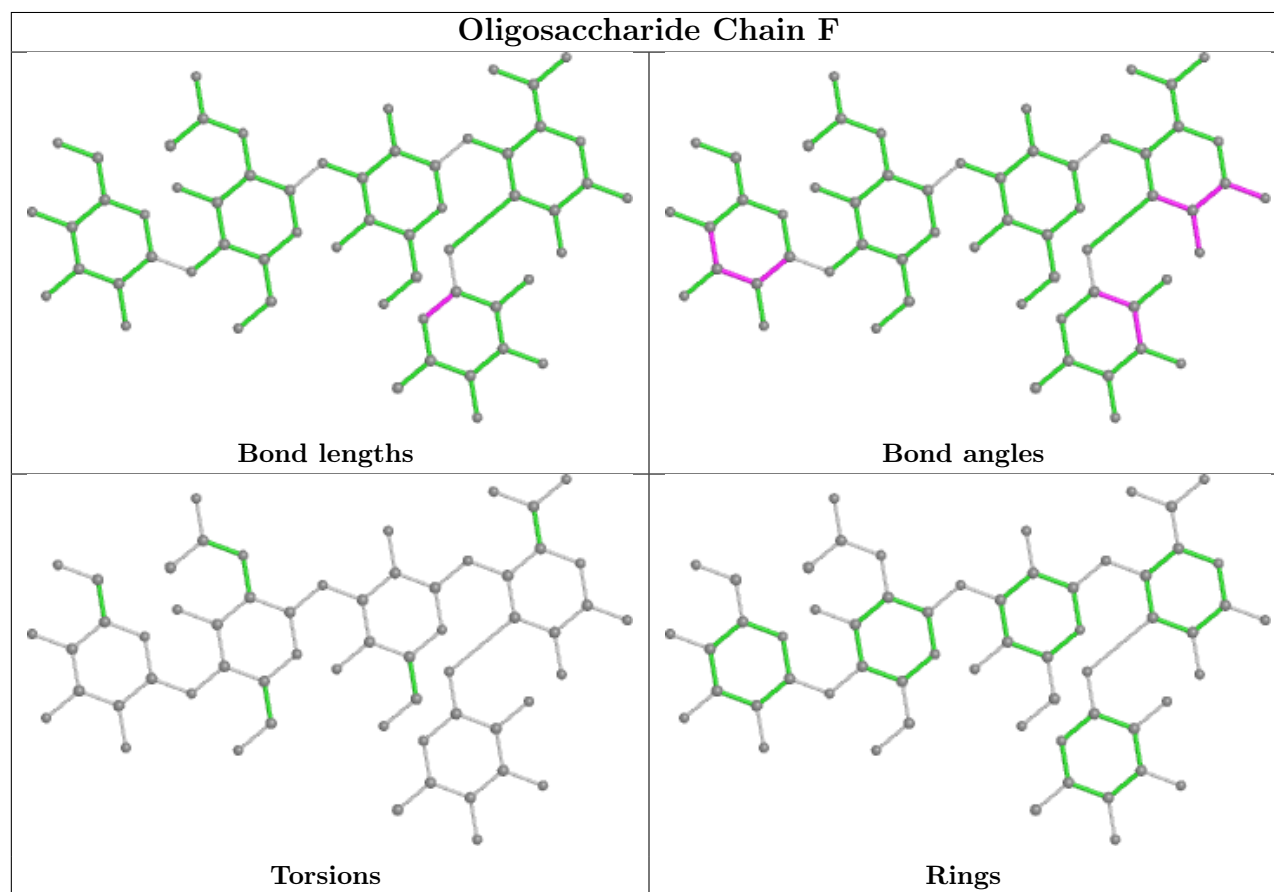 Oligosaccharide Chain F
Bond lengths
Bond angles
Torsions
Rings